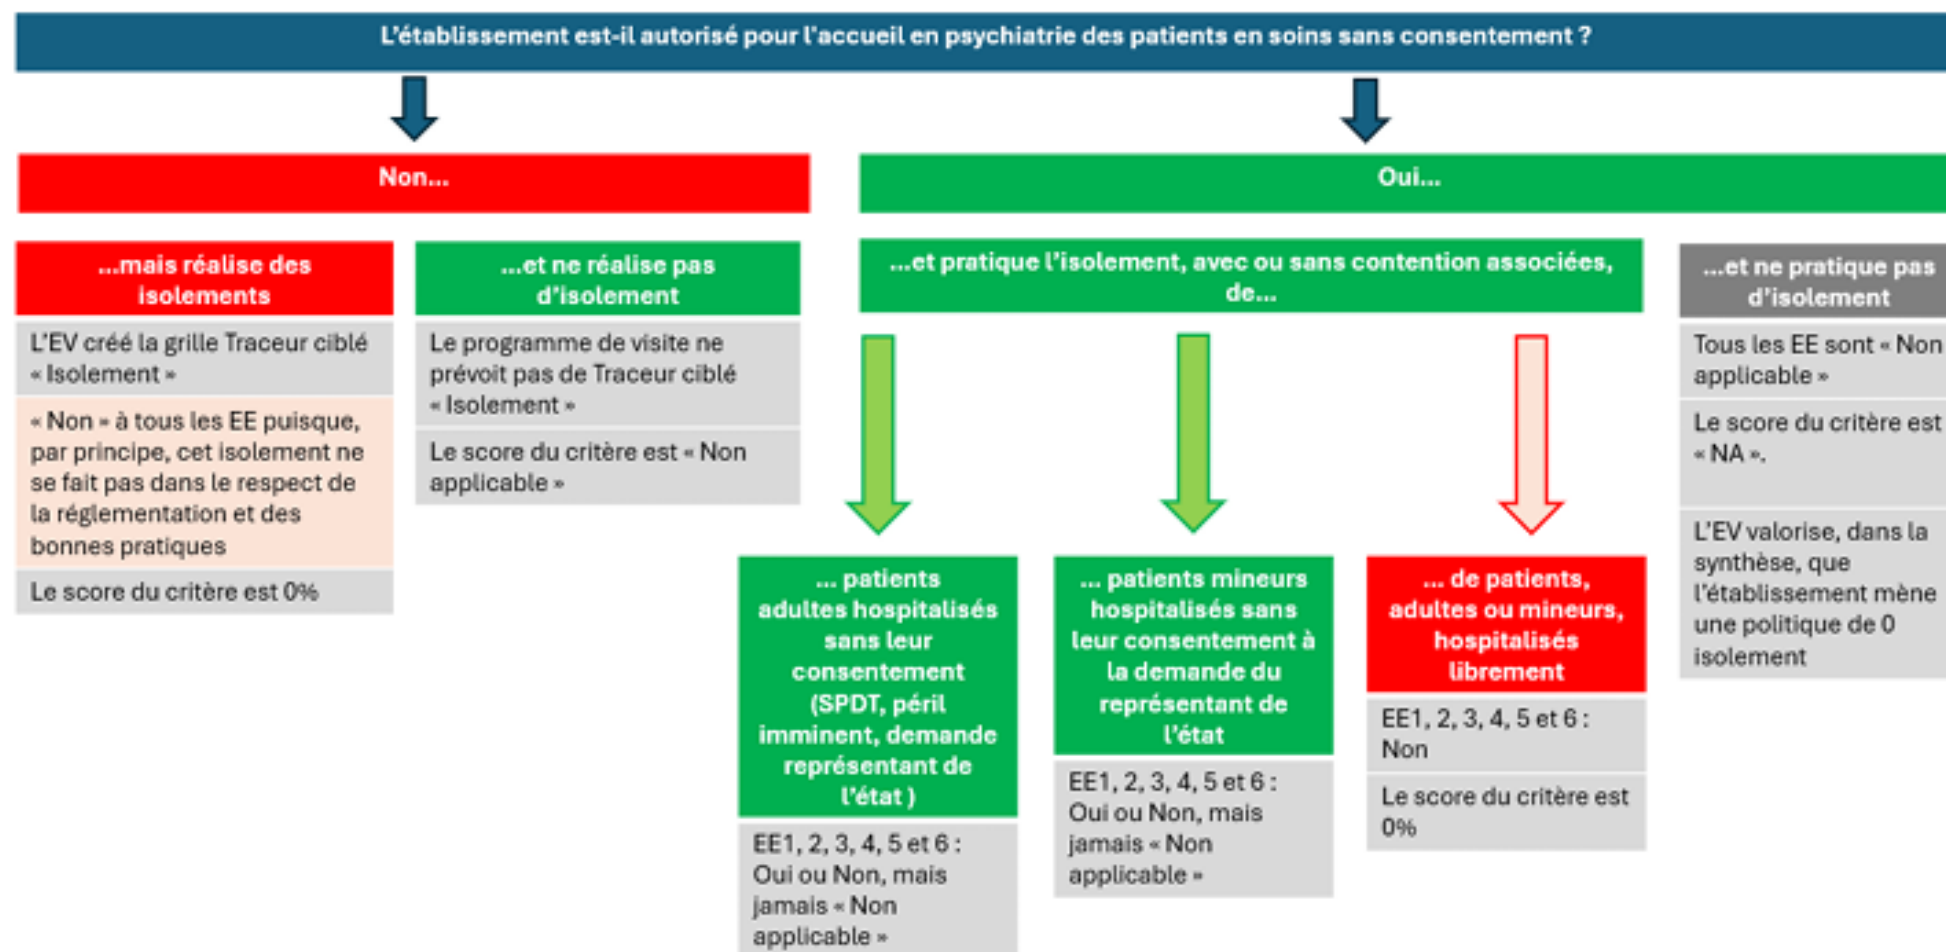 L'établissement est-il autorisé pour l'accueil en psychiatrie des patients en soins sans consentement ?
Non...
Oui...
...mais réalise des
isolements
L'EV créé la grille Traceur ciblé
« Isolement »
« Non » à tous les EE puisque,
par principe, cet isolement ne
se fait pas dans le respect de
la réglementation et des
bonnes pratiques
Le score du critère est 0%
...et ne réalise pas
d'isolement
Le programme de visite ne
prévoit pas de Traceur ciblé
« Isolement »
Le score du critère est « Non
applicable »
...et pratique l'isolement, avec ou sans contention associées,
de...
... patients
adultes hospitalisés
sans leur
consentement
(SPDT, péril
imminent, demande
représentant de
l'état )
EE1, 2, 3, 4, 5 et 6 :
Oui ou Non, mais
jamais « Non
applicable »
... patients mineurs
hospitalisés sans
leur consentement à
la demande du
représentant de
l'état
EE1, 2, 3, 4, 5 et 6 :
Oui ou Non, mais
jamais « Non
applicable »
... de patients,
adultes ou mineurs,
hospitalisés
librement
EE1, 2, 3, 4, 5 et 6 :
Non
Le score du critère est
0%
...et ne pratique pas
d'isolement
Tous les EE sont « Non
applicable »
Le score du critère est
« NA ».
L'EV valorise, dans la
synthèse, que
l'établissement mène
une politique de 0
isolement